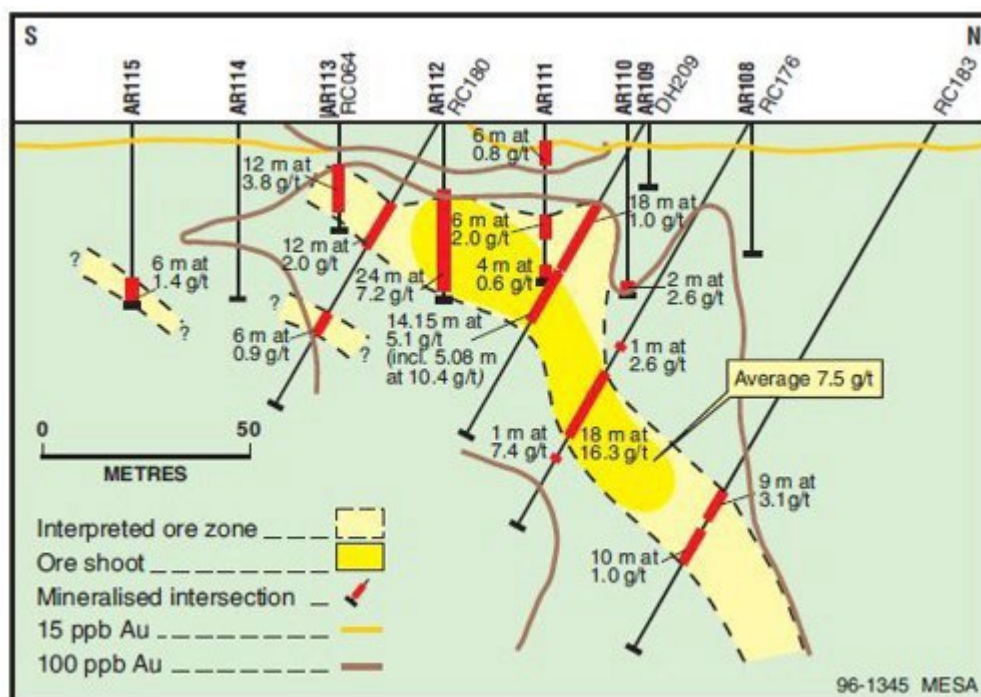 S
N
AR115
AR114
AR113
RC064
AR112
RC180
AR111
AR110
AR109
DH209
AR108
RC176
RC183
6 m at
0.8 g/t
12 m at
3.8 g/t
18 m at
1.0 g/t
6 m at
2.0 g/t
12 m at
2.0 g/t
4 m at
0.6 g/t
24 m at
7.2 g/t
?
6 m at
1.4 g/t
?
2 m at
2.6 g/t
?
6 m at
0.9 g/t
?
14.15 m at
5.1 g/t
(incl. 5.08 m
at 10.4 g/t)
1 m at
2.6 g/t
Average 7.5 g/t
0 50
METRES
1 m at
7.4 g/t
18 m at
16.3 g/t
9 m at
3.1 g/t
10 m at
1.0 g/t
Interpreted ore zone
Ore shoot
Mineralised intersection
15 ppb Au
100 ppb Au
96-1345 MESA